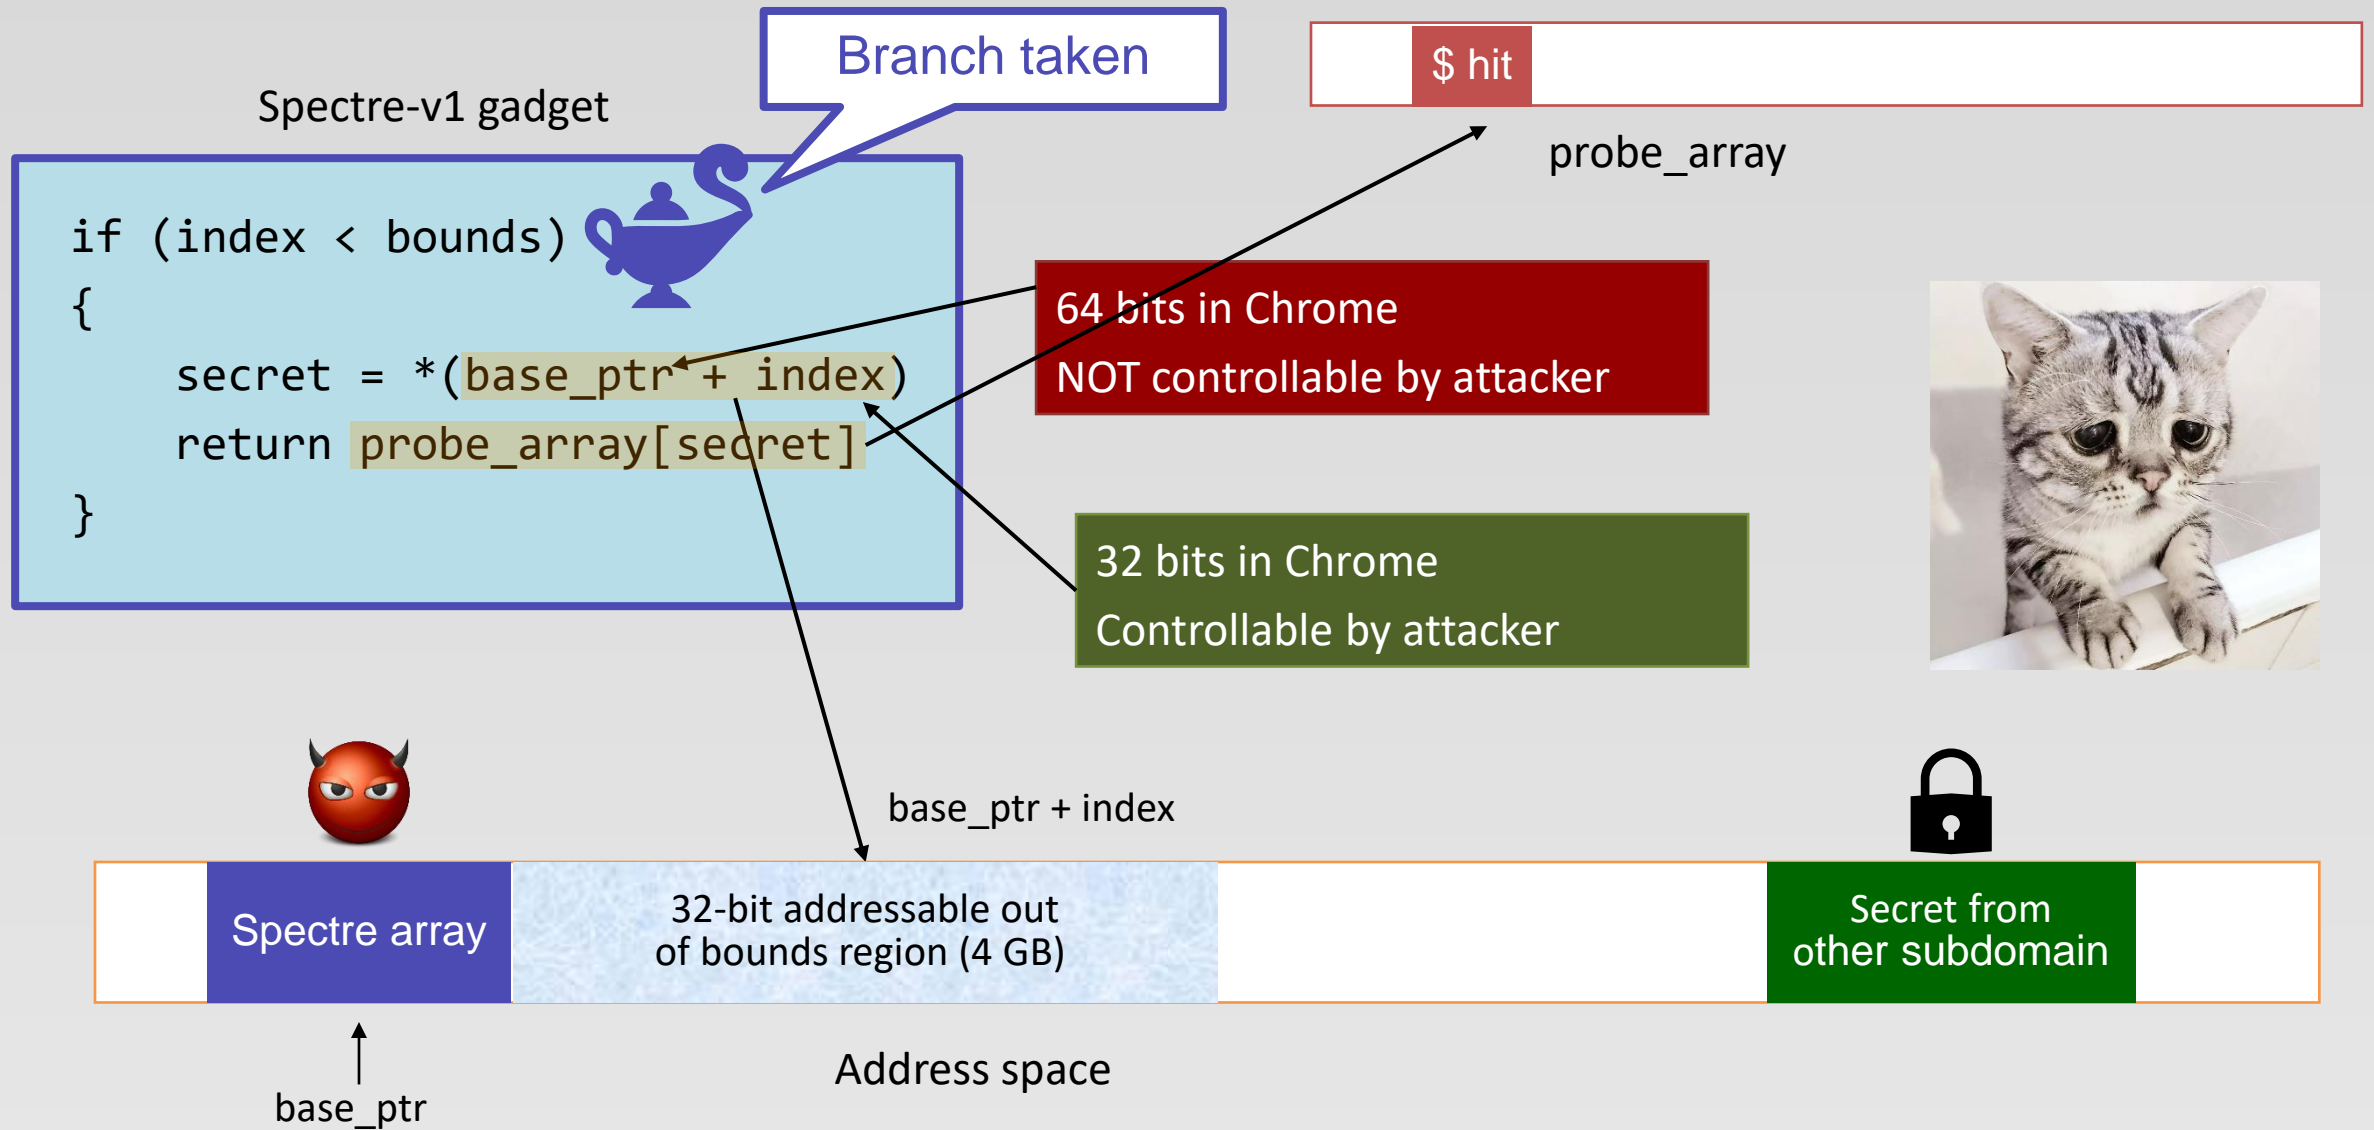 Branch taken
$ hit
Spectre-v1 gadget
probe_array
if (index < bounds)
{
secret = *(base_ptr + index)
return probe_array[secret]
}
64 bits in Chrome
NOT controllable by attacker
32 bits in Chrome
Controllable by attacker
base_ptr + index
Spectre array
32-bit addressable out
of bounds region (4 GB)
Secret from
other subdomain
base_ptr
Address space